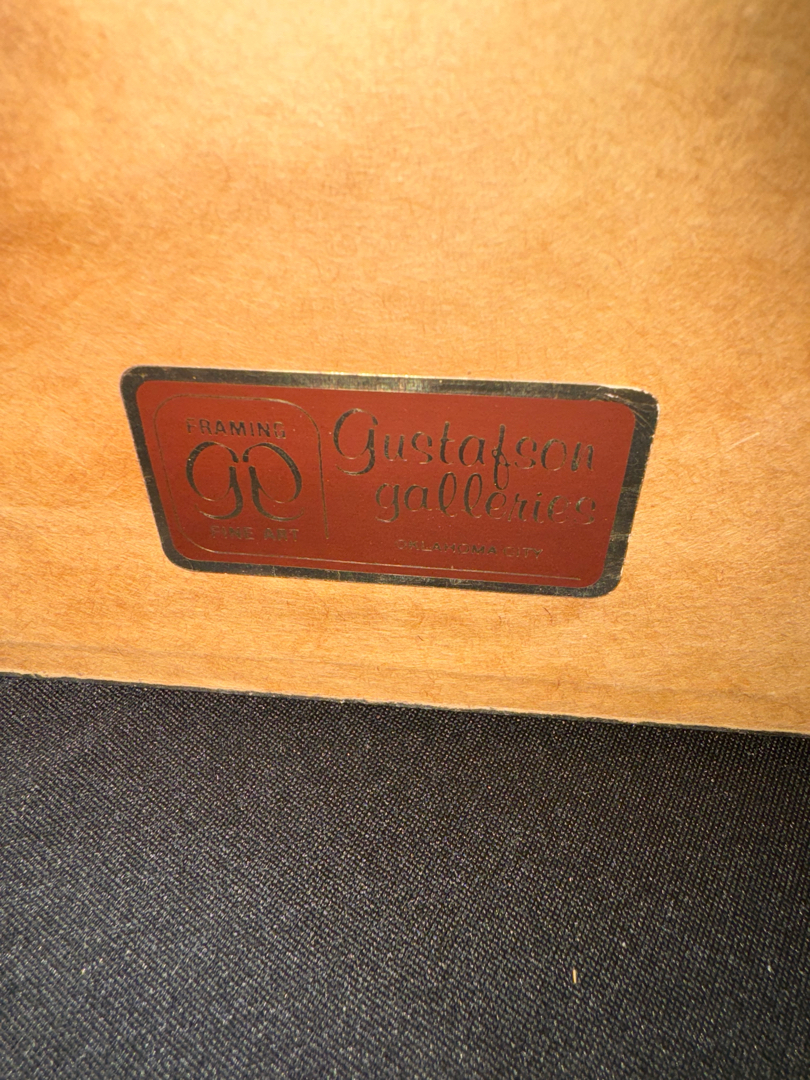 FRAMING
gg
FINE ART
Gustafson
galleries
OKLAHOMA CITY